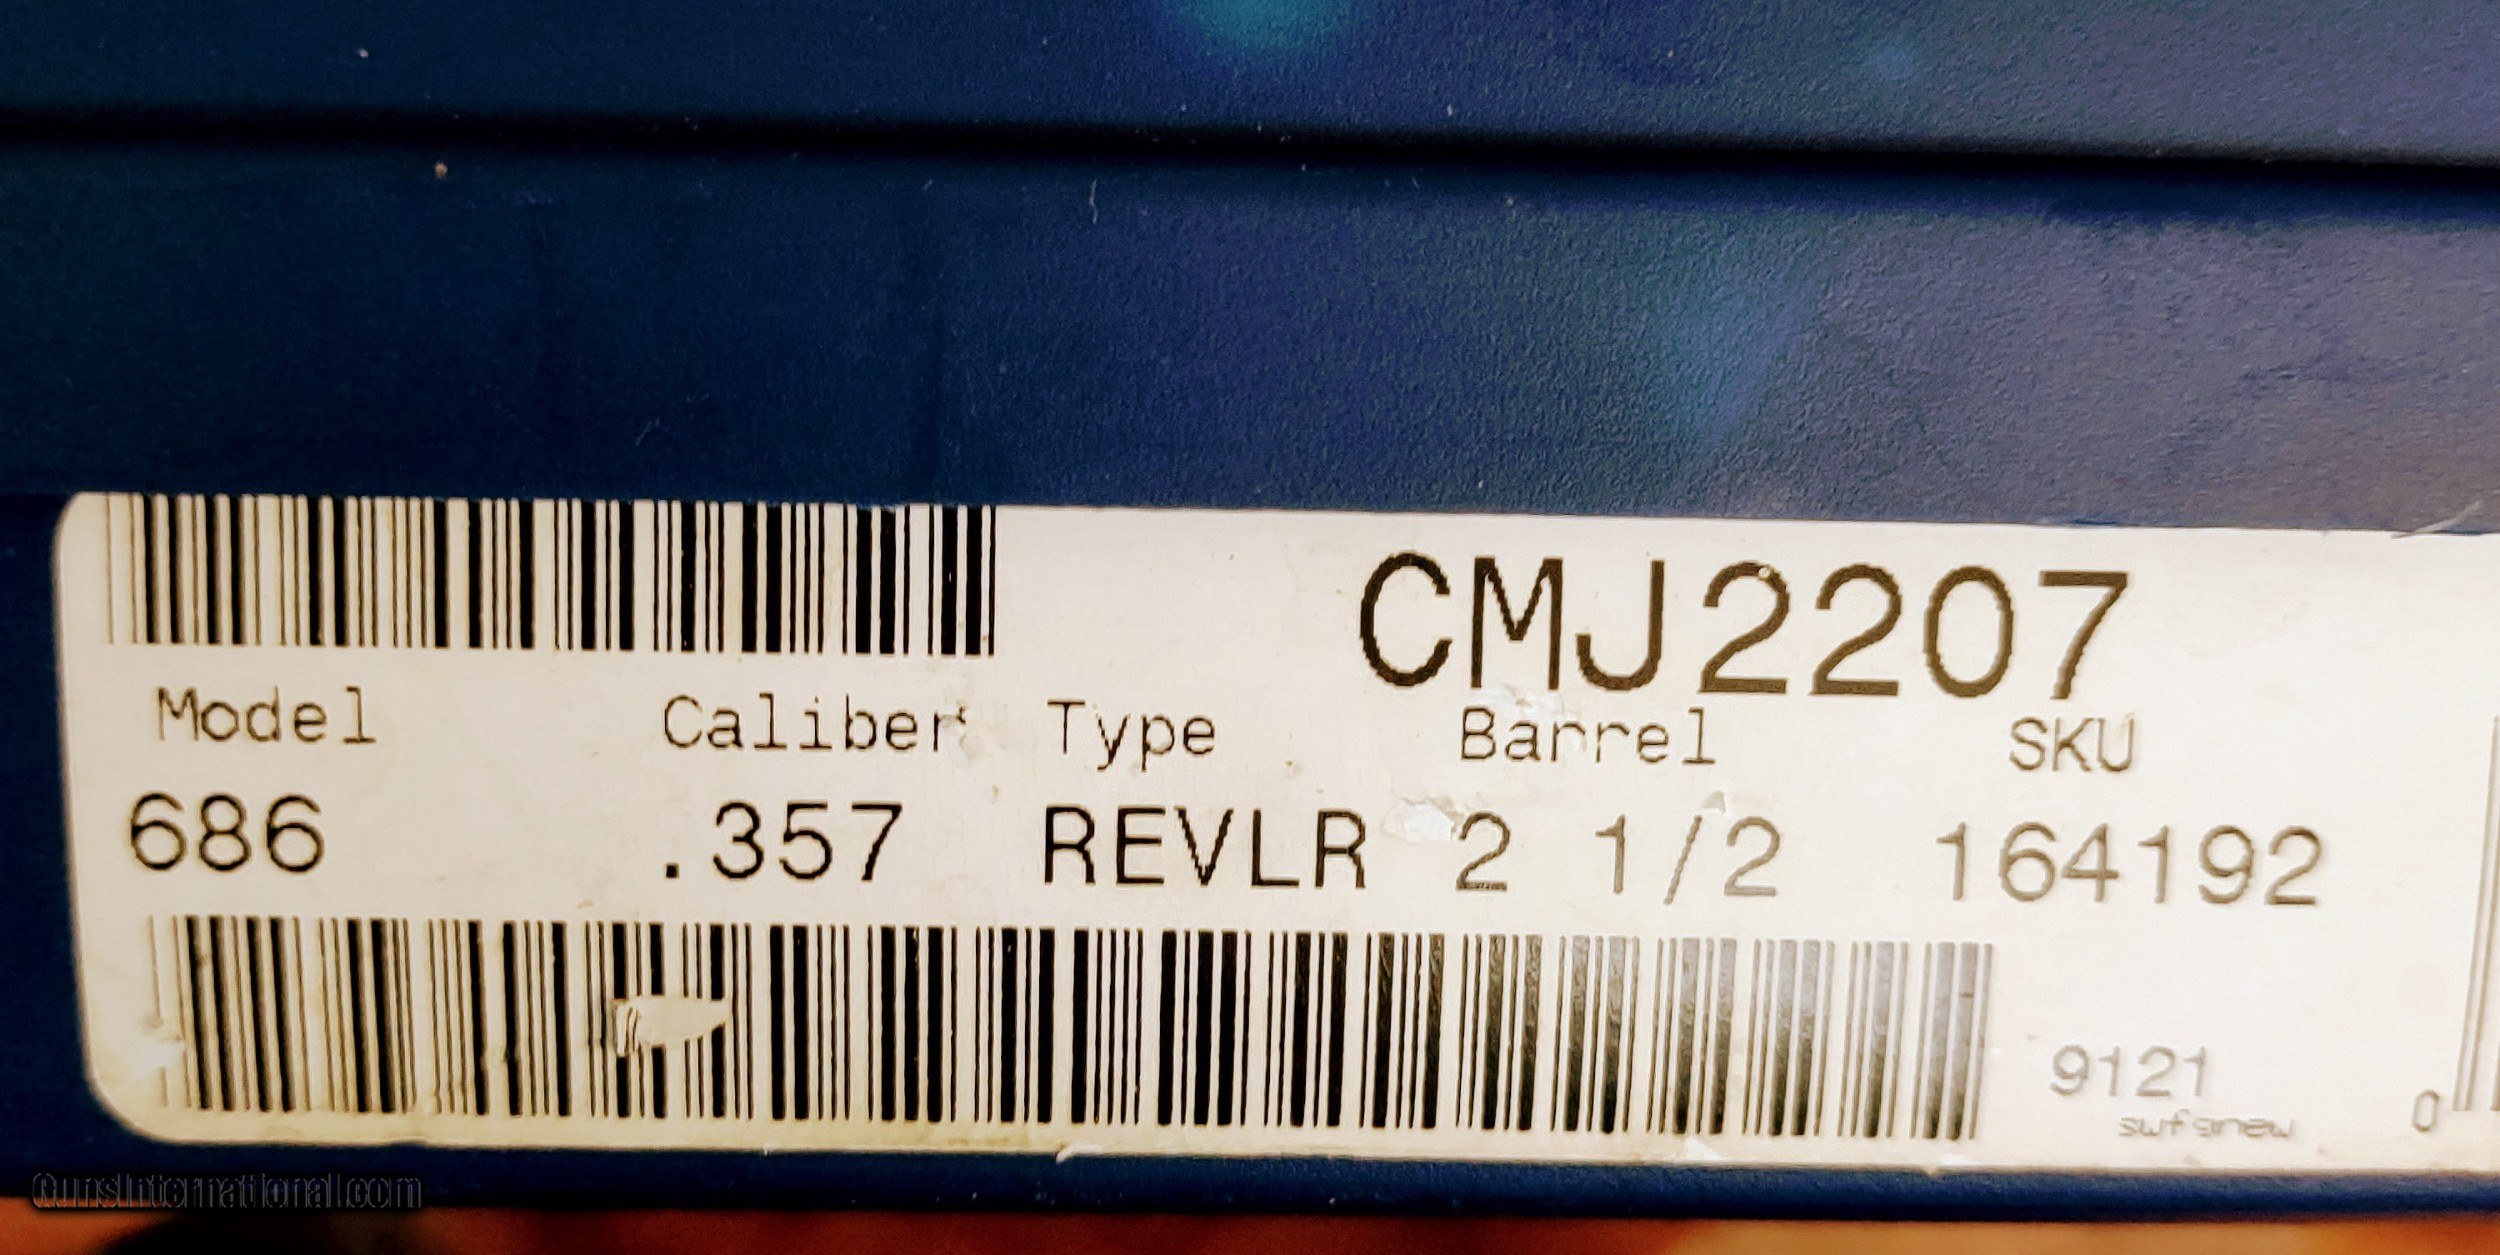 CMJ2207
Model Caliber Type Barrel SKU
686 .357 REVLR 2 1/2 164192
9121
swfgnew
0
GunsInternational.com